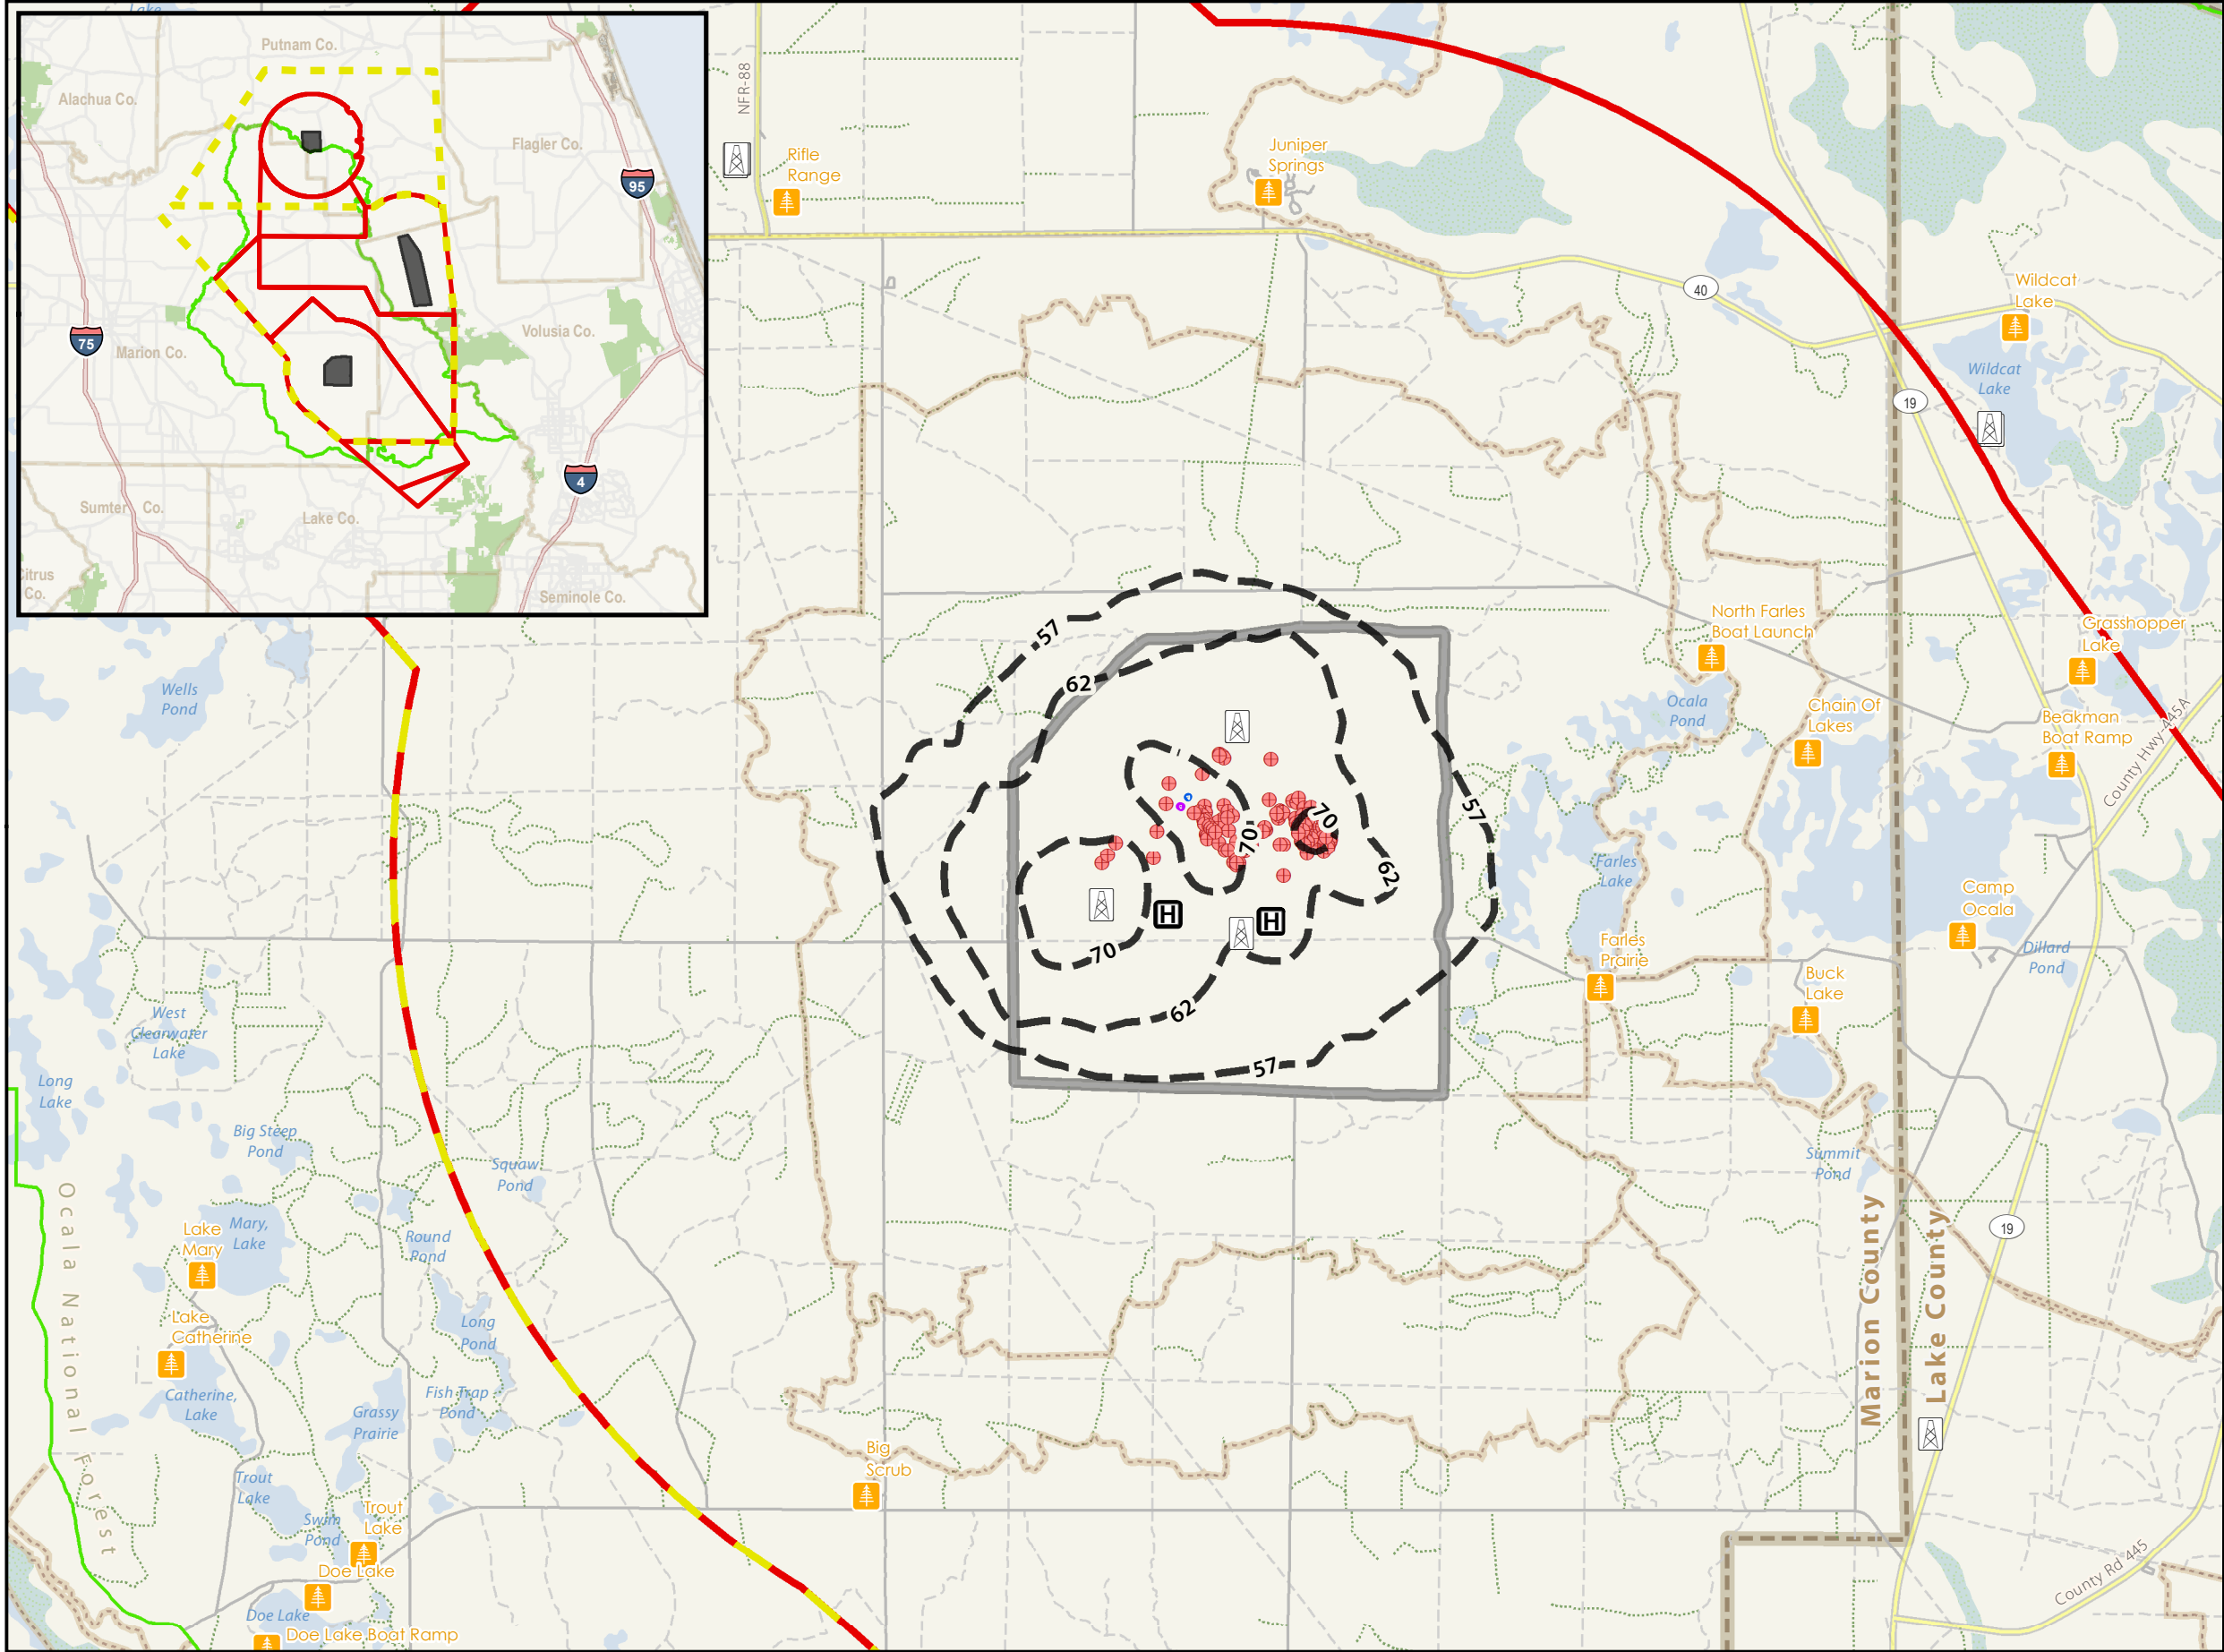 Lake
Putnam Co.
Alachua Co.
Flagler Co.
95
Volusia Co.
75
Marion Co.
4
Sumter Co.
Lake Co.
Citrus
Co.
Seminole Co.
NFR-88
Rifle
Range
Juniper
Springs
40
Wildcat
Lake
Wildcat
Lake
19
57
62
North Farles
Boat Launch
Grasshopper
Lake
Wells
Pond
Ocala
Pond
Chain Of
Lakes
Beakman
Boat Ramp
County Hwy 445A
57
70
70
62
Farles
Lake
Camp
Ocala
H
H
70
Farles
Prairie
Dillard
Pond
Buck
Lake
62
57
West
Clearwater
Lake
Long
Lake
Big Steep
Pond
Squaw
Pond
Summit
Pond
Ocala National Forest
Lake
Mary
Mary,
Lake
Round
Pond
19
Marion County
Lake County
Lake
Catherine
Long
Pond
Catherine,
Lake
Fish Trap
Pond
Grassy
Prairie
Big
Scrub
Trout
Lake
Trout
Lake
Swim
Pond
Doe Lake
Doe Lake
Doe Lake Boat Ramp
County Rd 445